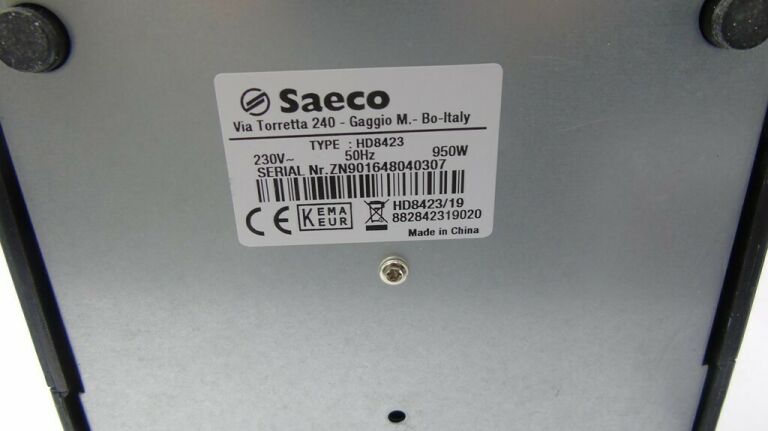 Saeco
Via Torretta 240 - Gaggio M.- Bo-Italy
TYPE : HD8423
230V~ 50Hz 950W
SERIAL Nr.ZN901648040307
CE KEMA KEUR HD8423/19
882842319020
Made in China